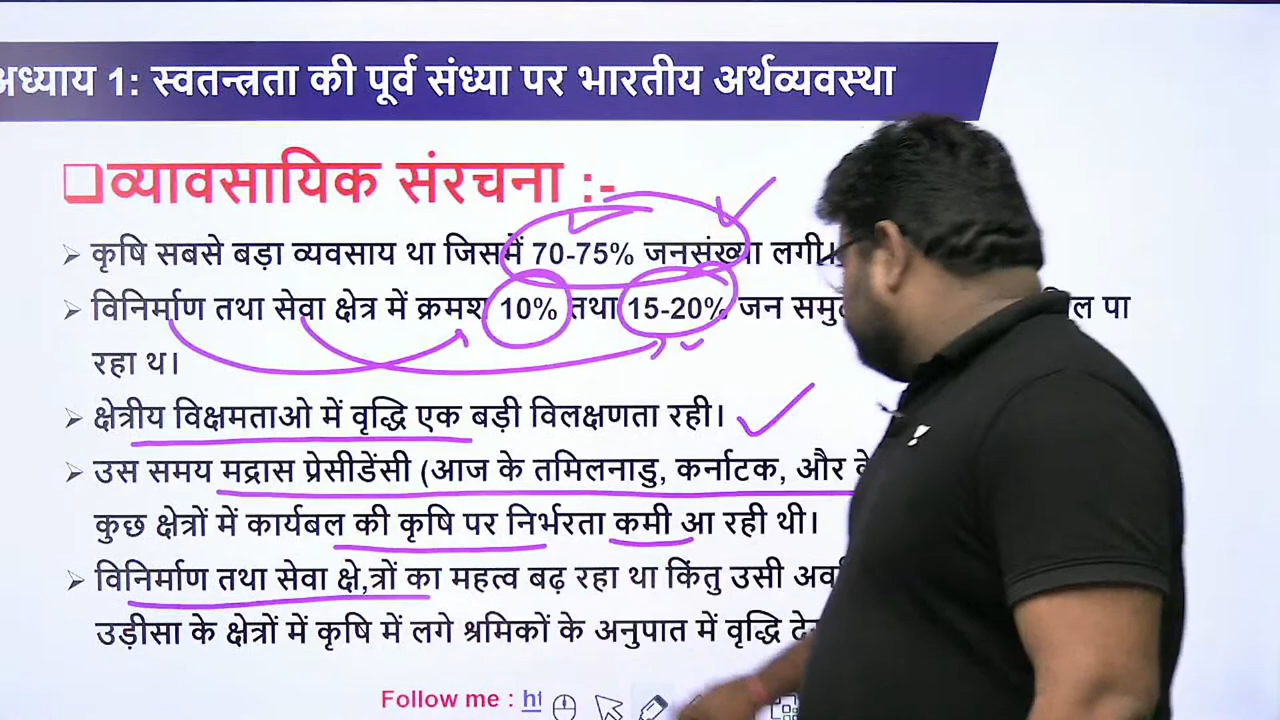 अध्याय 1: स्वतन्त्रता की पूर्व संध्या पर भारतीय अर्थव्यवस्था
व्यावसायिक संरचना :-
कृषि सबसे बड़ा व्यवसाय था जिसमें 70-75% जनसंख्या लगी।
विनिर्माण तथा सेवा क्षेत्र में क्रमश 10% तथा 15-20% जन पा
रहा थ।
क्षेत्रीय विक्षमताओ में वृद्धि एक बड़ी विलक्षणता रही।
उस समय मद्रास प्रेसीडेंसी (आज के तमिलनाडु, कर्नाटक, और
कुछ क्षेत्रों में कार्यबल की कृषि पर निर्भरता कमी आ रही थी।
विनिर्माण तथा सेवा क्षे,त्रों का महत्व बढ़ रहा था किंतु उसी
उड़ीसा के क्षेत्रों में कृषि में लगे श्रमिकों के अनुपात में वृद्धि
Follow me :